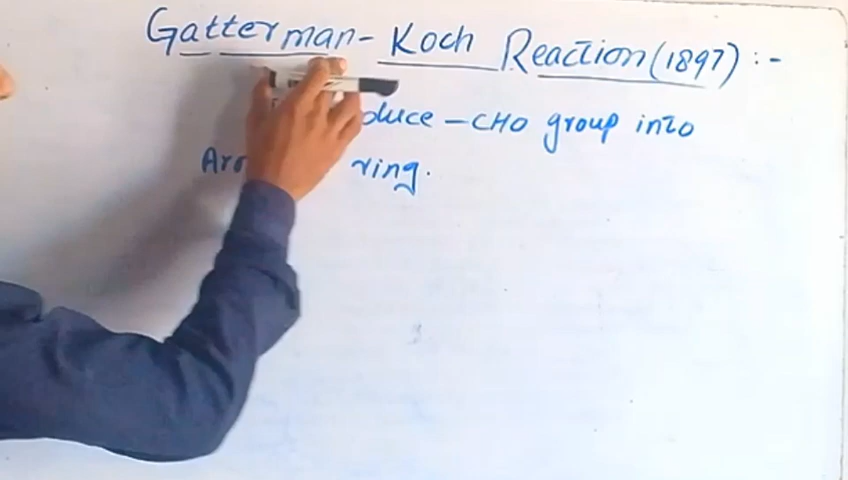 Gatterman- Koch Reaction (1897) :-
duce -CHO group into
ring.